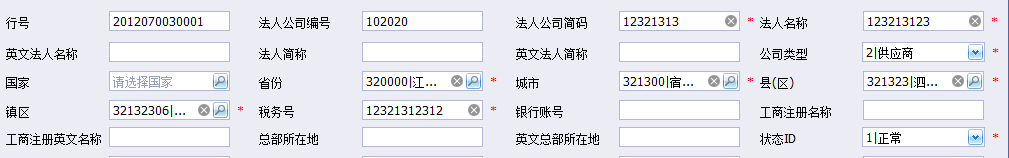 行号 2012070030001 法人公司编号 102020 法人公司简码 12321313 * 法人名称 123213123 *
英文法人名称 法人简称 英文法人简称 公司类型 2|供应商 *
国家 请选择国家 省份 320000|江... * 城市 321300|宿... * 县(区) 321323|泗... *
镇区 32132306|... * 税务号 12321312312 * 银行账号 工商注册名称
工商注册英文名称 总部所在地 英文总部所在地 状态ID 1|正常 *